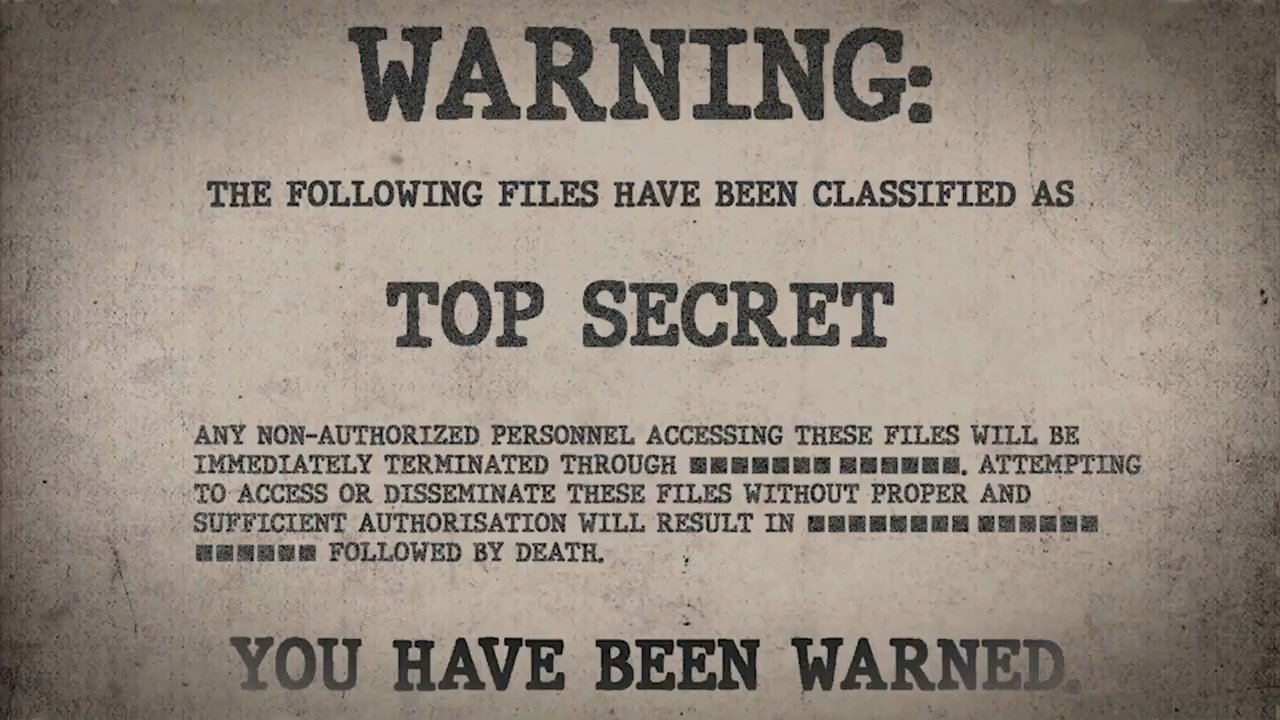 WARNING:
THE FOLLOWING FILES HAVE BEEN CLASSIFIED AS
TOP SECRET
ANY NON-AUTHORIZED PERSONNEL ACCESSING THESE FILES WILL BE
IMMEDIATELY TERMINATED THROUGH ■■■■■■■ ■■■■■■. ATTEMPTING
TO ACCESS OR DISSEMINATE THESE FILES WITHOUT PROPER AND
SUFFICIENT AUTHORISATION WILL RESULT IN ■■■■■■■■ ■■■■■■
■■■■■■ FOLLOWED BY DEATH.
YOU HAVE BEEN WARNED.